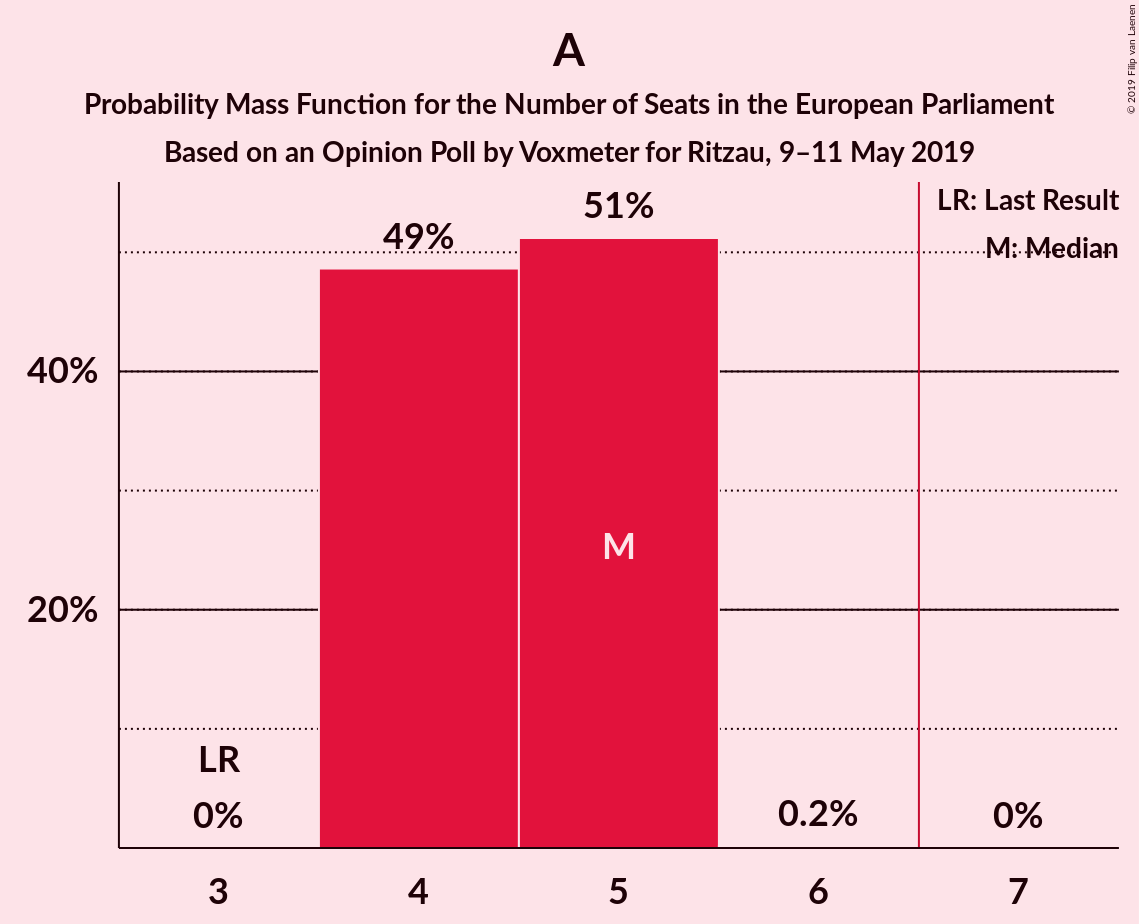 A
Probability Mass Function for the Number of Seats in the European Parliament
Based on an Opinion Poll by Voxmeter for Ritzau, 9–11 May 2019
© 2019 Filip van Laenen
LR: Last Result
M: Median
51%
49%
40%
M
20%
LR
0%
0.2%
0%
3
4
5
6
7